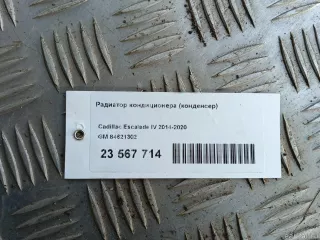 Радиатор кондиционера (конденсер)
Cadillac Escalade IV 2014-2020
GM 84621302
23 567 714